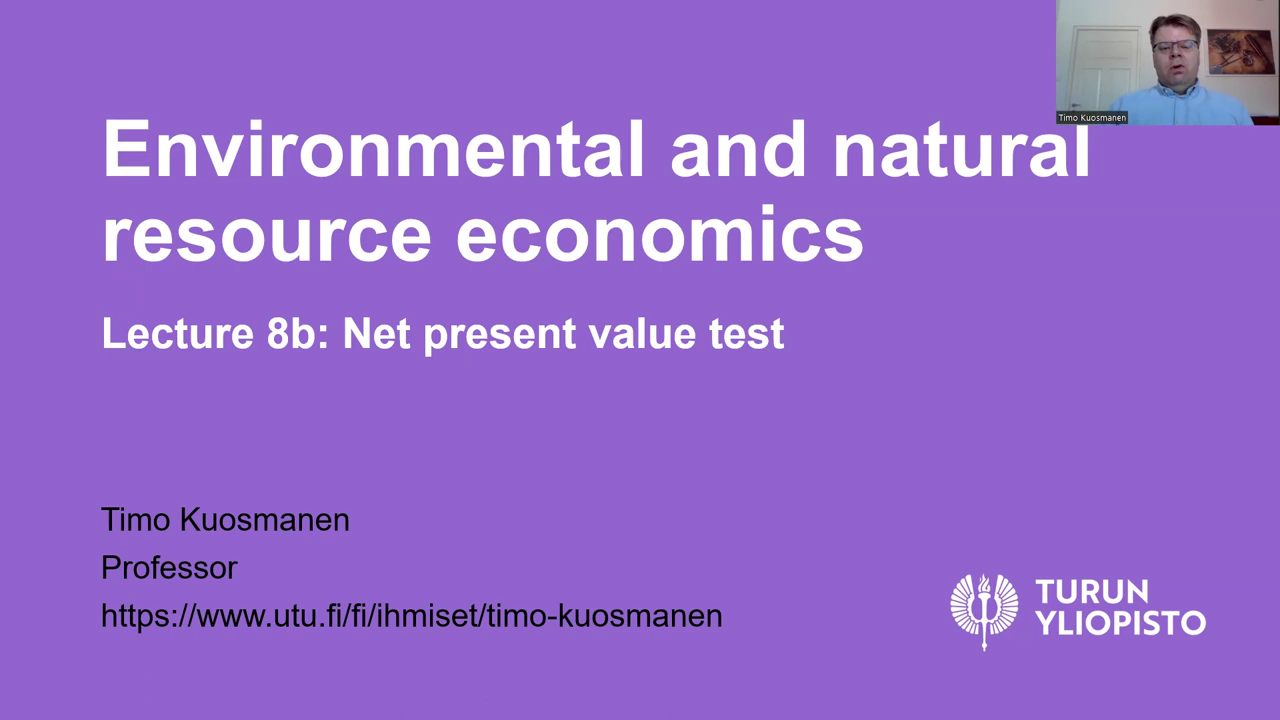 Timo Kuosmanen
Environmental and natural
resource economics
Lecture 8b: Net present value test
Timo Kuosmanen
Professor
https://www.utu.fi/fi/ihmiset/timo-kuosmanen
TURUN
YLIOPISTO